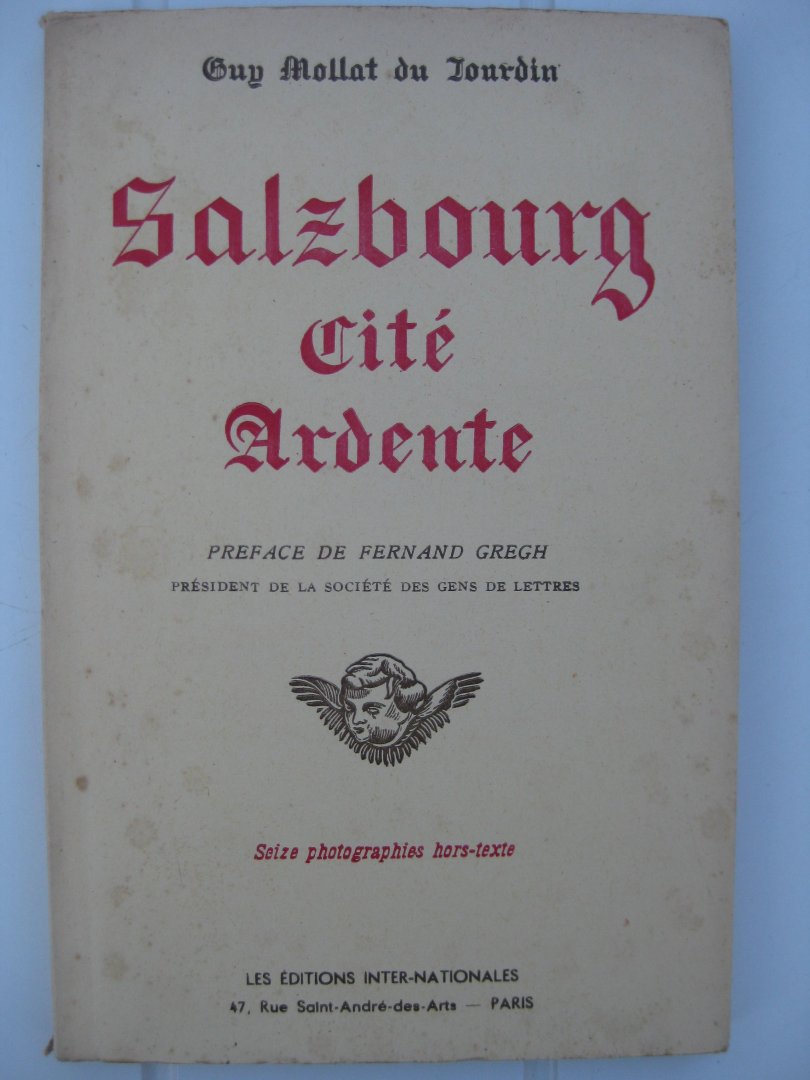 Guy Mollat du Jourdin
Salzbourg
Cité
Ardente
PREFACE DE FERNAND GREGH
PRÉSIDENT DE LA SOCIÉTÉ DES GENS DE LETTRES
Seize photographies hors-texte
LES ÉDITIONS INTER-NATIONALES
47, Rue Saint-André-des-Arts — PARIS